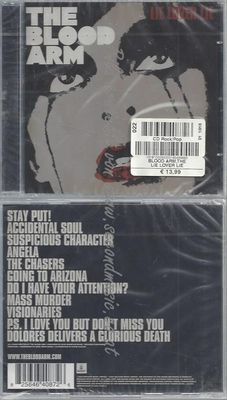 THE
BLOOD
ARM
LIE LOVER LIE
022
CD Rock/Pop
BLOOD ARM,THE
LIE LOVER LIE
€ 13,99
STAY PUT!
ACCIDENTAL SOUL
SUSPICIOUS CHARACTER
ANGELA
THE CHASERS
GOING TO ARIZONA
DO I HAVE YOUR ATTENTION?
MASS MURDER
VISIONARIES
P.S. I LOVE YOU BUT I DON'T MISS YOU
DOLORES DELIVERS A GLORIOUS DEATH
WWW.THEBLOODARM.COM